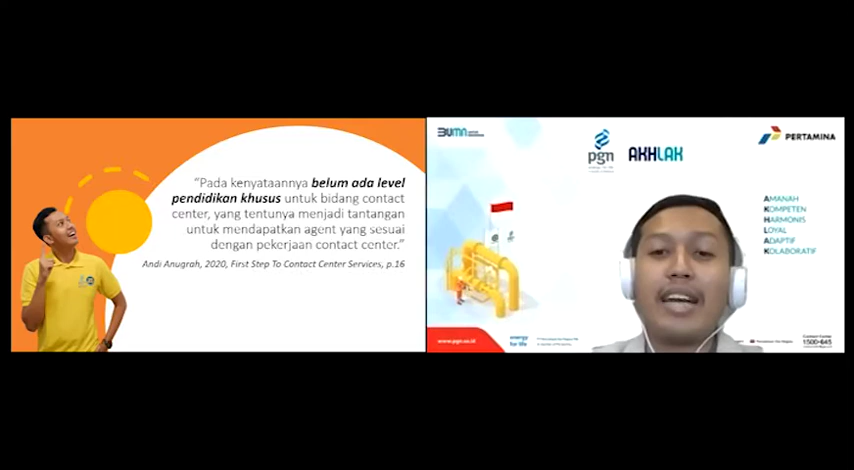 "Pada kenyataannya belum ada level
pendidikan khusus untuk bidang contact
center, yang tentunya menjadi tantangan
untuk mendapatkan agent yang sesuai
dengan pekerjaan contact center."
Andi Anugrah, 2020, First Step To Contact Center Services, p.16
BUMN
pgn
AKHLAK
PERTAMINA
AMANAH
KOMPETEN
HARMONIS
LOYAL
ADAPTIF
KOLABORATIF
www.pgn.co.id
energy
for life
Contact Center
1500-645